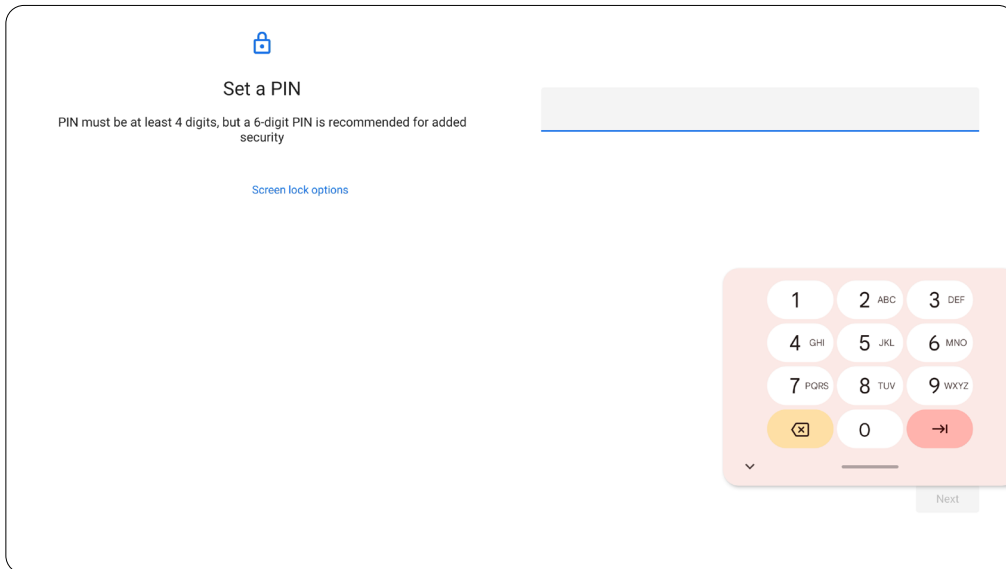 Set a PIN
PIN must be at least 4 digits, but a 6-digit PIN is recommended for added
security
Screen lock options
1 2 ABC 3 DEF
4 GHI 5 JKL 6 MNO
7 PQRS 8 TUV 9 WXYZ
0
Next